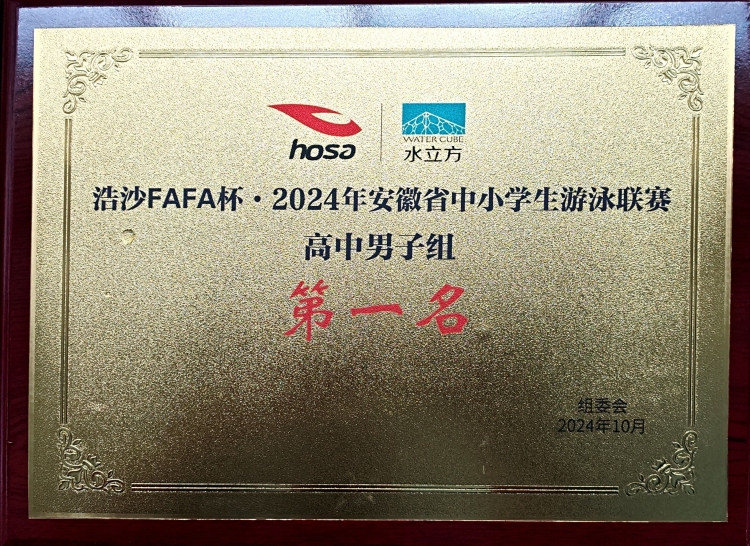 hosa
WATER CUBE
水立方
浩沙FAFA杯·2024年安徽省中小学生游泳联赛
高中男子组
第一名
组委会
2024年10月